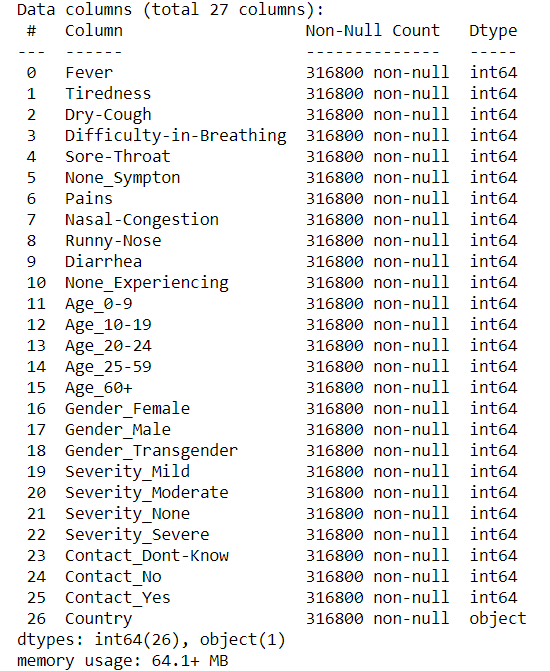 Data columns (total 27 columns):
 #   Column                   Non-Null Count   Dtype
---  ------                   --------------   -----
 0   Fever                    316800 non-null  int64
 1   Tiredness                316800 non-null  int64
 2   Dry-Cough                316800 non-null  int64
 3   Difficulty-in-Breathing  316800 non-null  int64
 4   Sore-Throat              316800 non-null  int64
 5   None_Sympton             316800 non-null  int64
 6   Pains                    316800 non-null  int64
 7   Nasal-Congestion         316800 non-null  int64
 8   Runny-Nose               316800 non-null  int64
 9   Diarrhea                 316800 non-null  int64
 10  None_Experiencing        316800 non-null  int64
 11  Age_0-9                  316800 non-null  int64
 12  Age_10-19                316800 non-null  int64
 13  Age_20-24                316800 non-null  int64
 14  Age_25-59                316800 non-null  int64
 15  Age_60+                  316800 non-null  int64
 16  Gender_Female            316800 non-null  int64
 17  Gender_Male              316800 non-null  int64
 18  Gender_Transgender       316800 non-null  int64
 19  Severity_Mild            316800 non-null  int64
 20  Severity_Moderate        316800 non-null  int64
 21  Severity_None            316800 non-null  int64
 22  Severity_Severe          316800 non-null  int64
 23  Contact_Dont-Know        316800 non-null  int64
 24  Contact_No               316800 non-null  int64
 25  Contact_Yes              316800 non-null  int64
 26  Country                  316800 non-null  object
dtypes: int64(26), object(1)
memory usage: 64.1+ MB